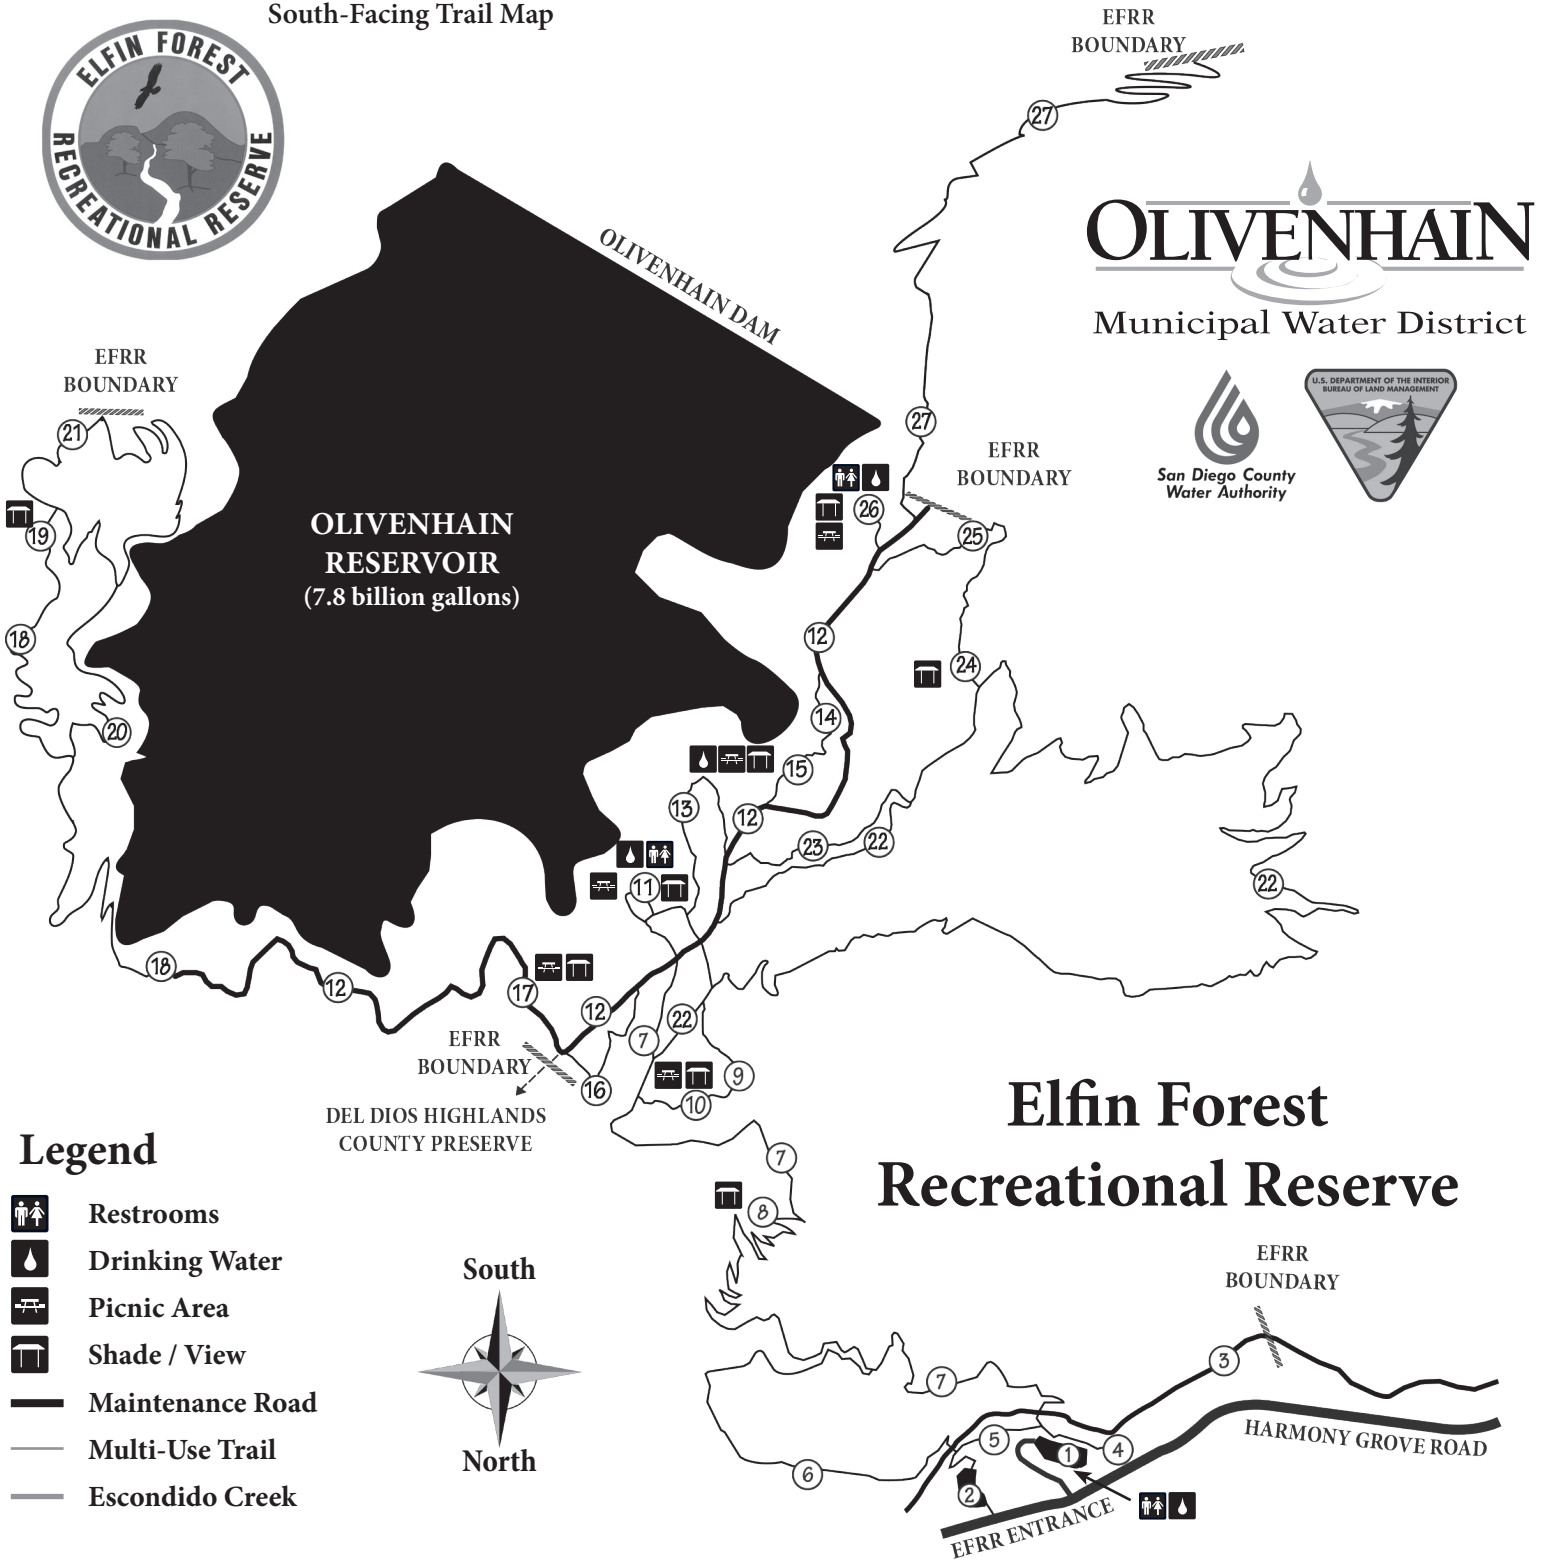 South-Facing Trail Map
ELFIN FOREST
RECREATIONAL RESERVE
EFRR
BOUNDARY
27
OLIVENHAIN
Municipal Water District
OLIVENHAIN DAM
EFRR
BOUNDARY
21
U.S. DEPARTMENT OF THE INTERIOR
BUREAU OF LAND MANAGEMENT
San Diego County
Water Authority
27
EFRR
BOUNDARY
26
25
19
OLIVENHAIN
RESERVOIR
(7.8 billion gallons)
18
12
24
14
20
15
13
12
23
22
11
22
18
12
17
12
22
7
EFRR
BOUNDARY
16
9
10
DEL DIOS HIGHLANDS
COUNTY PRESERVE
7
8
Elfin Forest
Recreational Reserve
Legend
Restrooms
Drinking Water
Picnic Area
Shade / View
Maintenance Road
Multi-Use Trail
Escondido Creek
South
North
EFRR
BOUNDARY
3
7
HARMONY GROVE ROAD
5
1
4
6
2
EFRR ENTRANCE